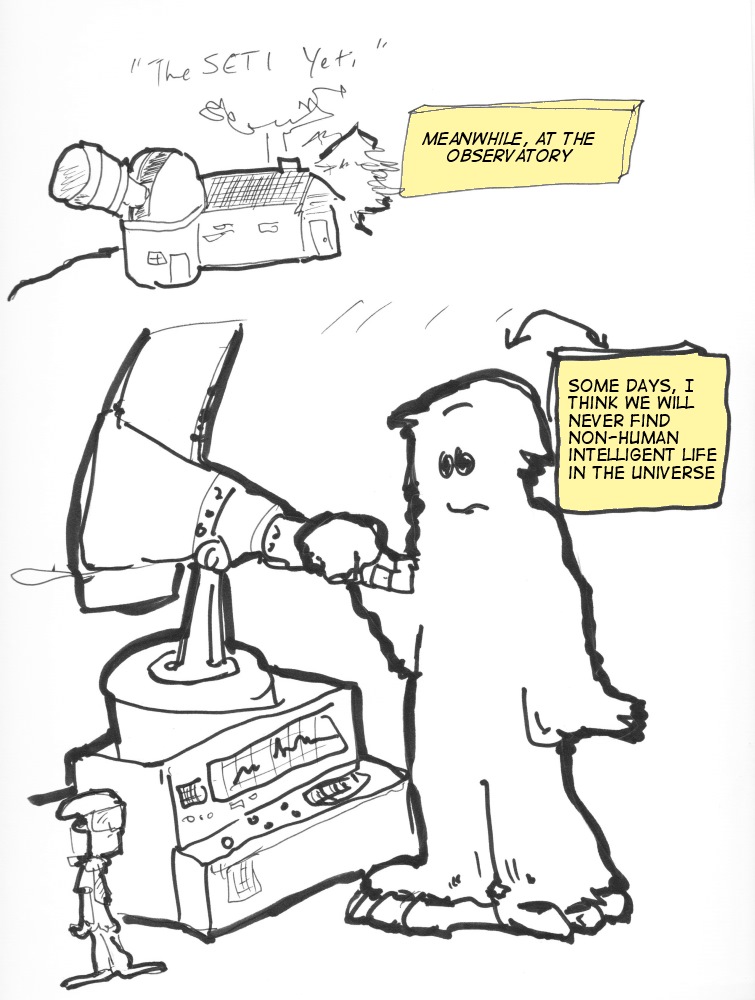 "The SETI Yeti"
MEANWHILE, AT THE
OBSERVATORY
SOME DAYS, I
THINK WE WILL
NEVER FIND
NON-HUMAN
INTELLIGENT LIFE
IN THE UNIVERSE